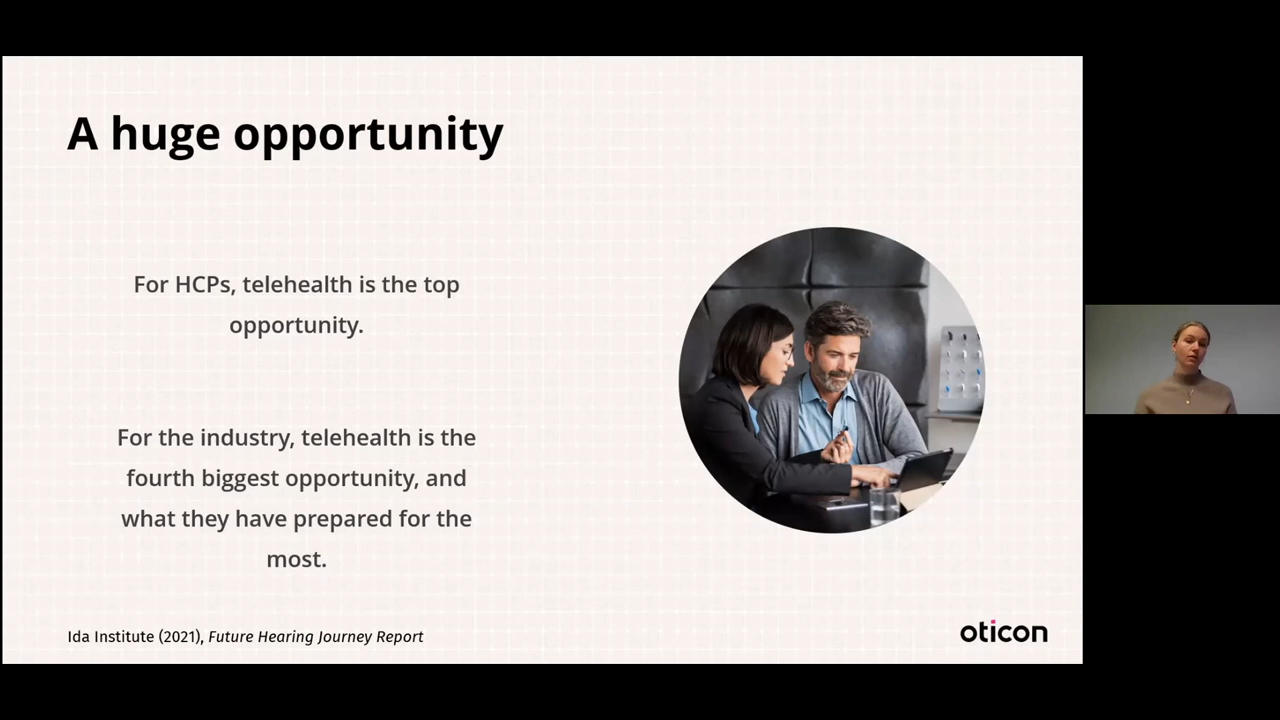 A huge opportunity
For HCPs, telehealth is the top
opportunity.
For the industry, telehealth is the
fourth biggest opportunity, and
what they have prepared for the
most.
Ida Institute (2021), Future Hearing Journey Report
oticon